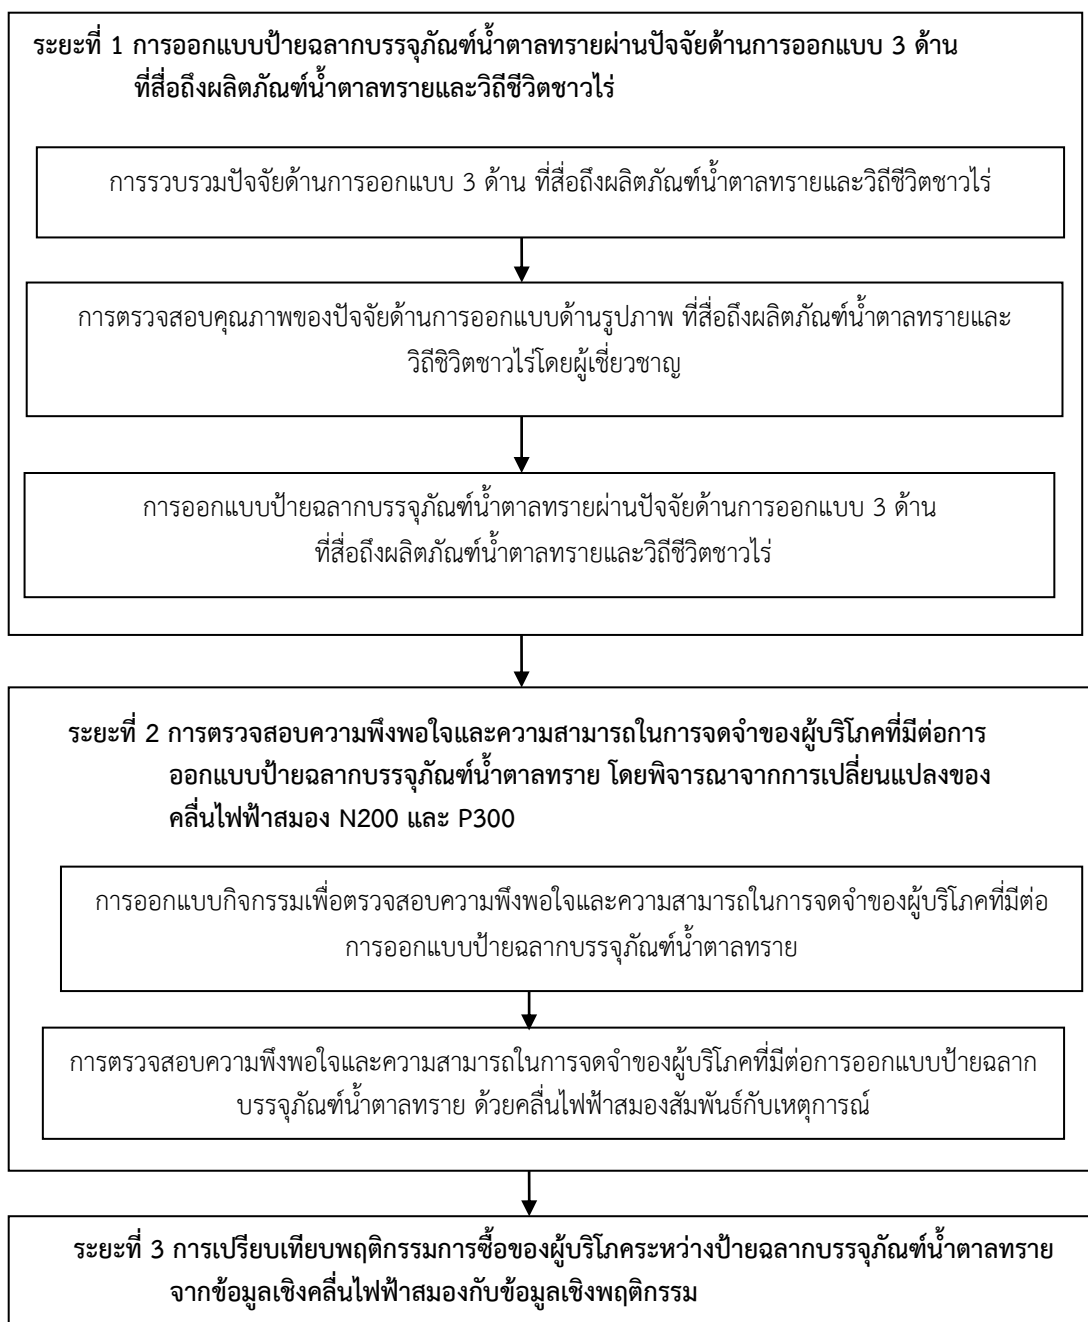 ระยะที่ 1 การออกแบบป้ายฉลากบรรจุภัณฑ์น้ำตาลทรายผ่านปัจจัยด้านการออกแบบ 3 ด้าน
ที่สื่อถึงผลิตภัณฑ์น้ำตาลทรายและวิถีชีวิตชาวไร่
การรวบรวมปัจจัยด้านการออกแบบ 3 ด้าน ที่สื่อถึงผลิตภัณฑ์น้ำตาลทรายและวิถีชีวิตชาวไร่
การตรวจสอบคุณภาพของปัจจัยด้านการออกแบบด้านรูปภาพ ที่สื่อถึงผลิตภัณฑ์น้ำตาลทรายและ
วิถีชิวิตชาวไร่โดยผู้เชี่ยวชาญ
การออกแบบป้ายฉลากบรรจุภัณฑ์น้ำตาลทรายผ่านปัจจัยด้านการออกแบบ 3 ด้าน
ที่สื่อถึงผลิตภัณฑ์น้ำตาลทรายและวิถีชีวิตชาวไร่
ระยะที่ 2 การตรวจสอบความพึงพอใจและความสามารถในการจดจำของผู้บริโภคที่มีต่อการ
ออกแบบป้ายฉลากบรรจุภัณฑ์น้ำตาลทราย โดยพิจารณาจากการเปลี่ยนแปลงของ
คลื่นไฟฟ้าสมอง N200 และ P300
การออกแบบกิจกรรมเพื่อตรวจสอบความพึงพอใจและความสามารถในการจดจำของผู้บริโภคที่มีต่อ
การออกแบบป้ายฉลากบรรจุภัณฑ์น้ำตาลทราย
การตรวจสอบความพึงพอใจและความสามารถในการจดจำของผู้บริโภคที่มีต่อการออกแบบป้ายฉลาก
บรรจุภัณฑ์น้ำตาลทราย ด้วยคลื่นไฟฟ้าสมองสัมพันธ์กับเหตุการณ์
ระยะที่ 3 การเปรียบเทียบพฤติกรรมการซื้อของผู้บริโภคระหว่างป้ายฉลากบรรจุภัณฑ์น้ำตาลทราย
จากข้อมูลเชิงคลื่นไฟฟ้าสมองกับข้อมูลเชิงพฤติกรรม